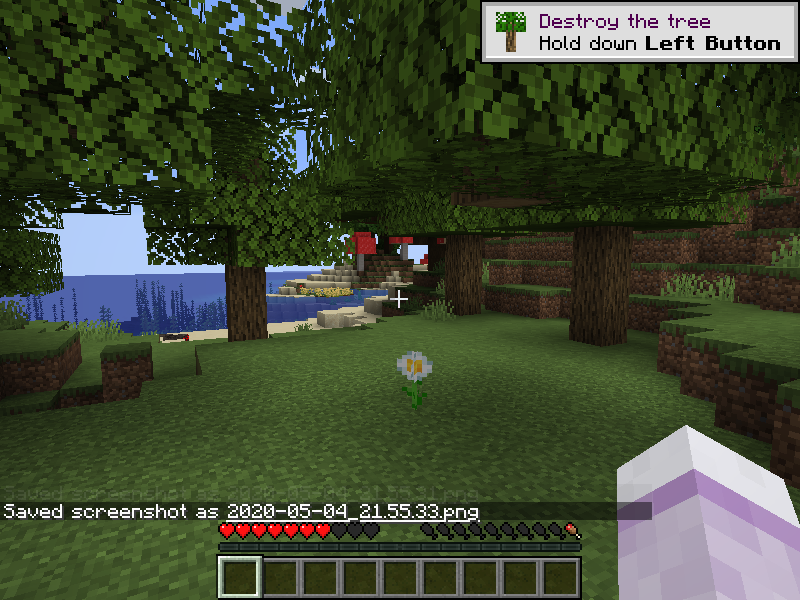 Destroy the tree
Hold down Left Button
Saved screenshot as 2020-05-04_21.55.33.png